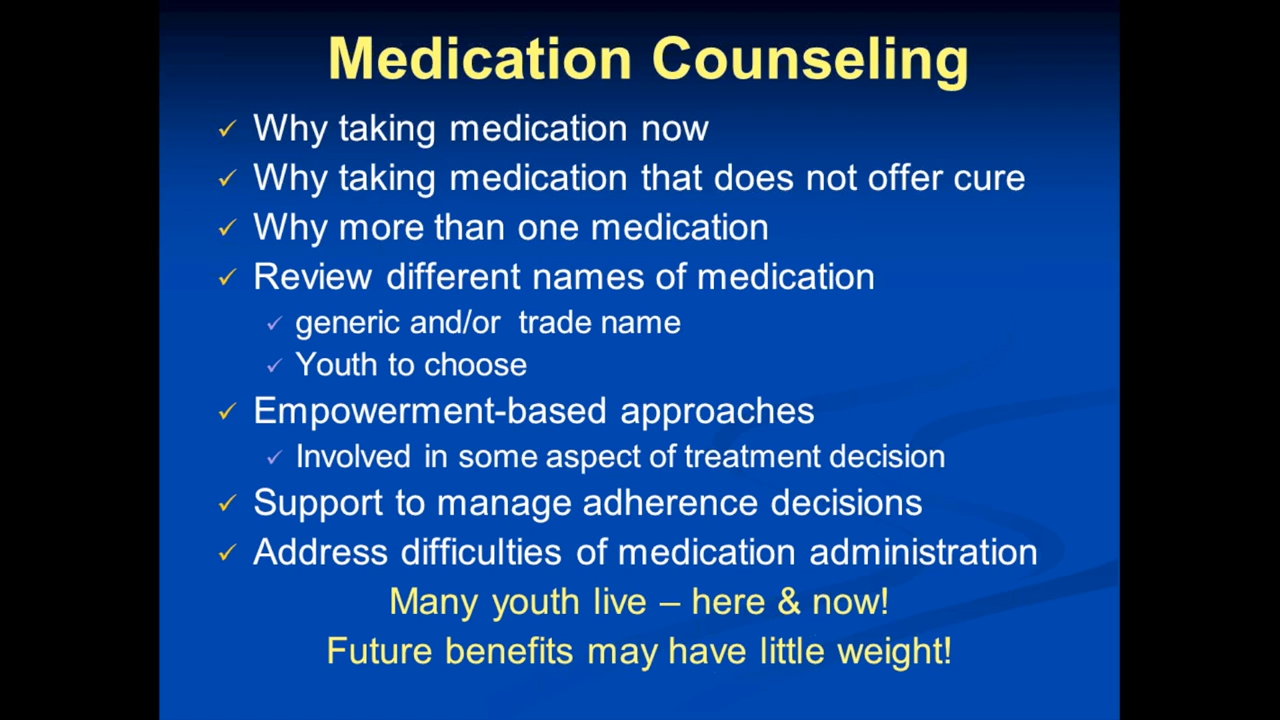 Medication Counseling
✓ Why taking medication now
✓ Why taking medication that does not offer cure
✓ Why more than one medication
✓ Review different names of medication
✓ generic and/or  trade name
✓ Youth to choose
✓ Empowerment-based approaches
✓ Involved in some aspect of treatment decision
✓ Support to manage adherence decisions
✓ Address difficulties of medication administration
Many youth live – here & now!
Future benefits may have little weight!